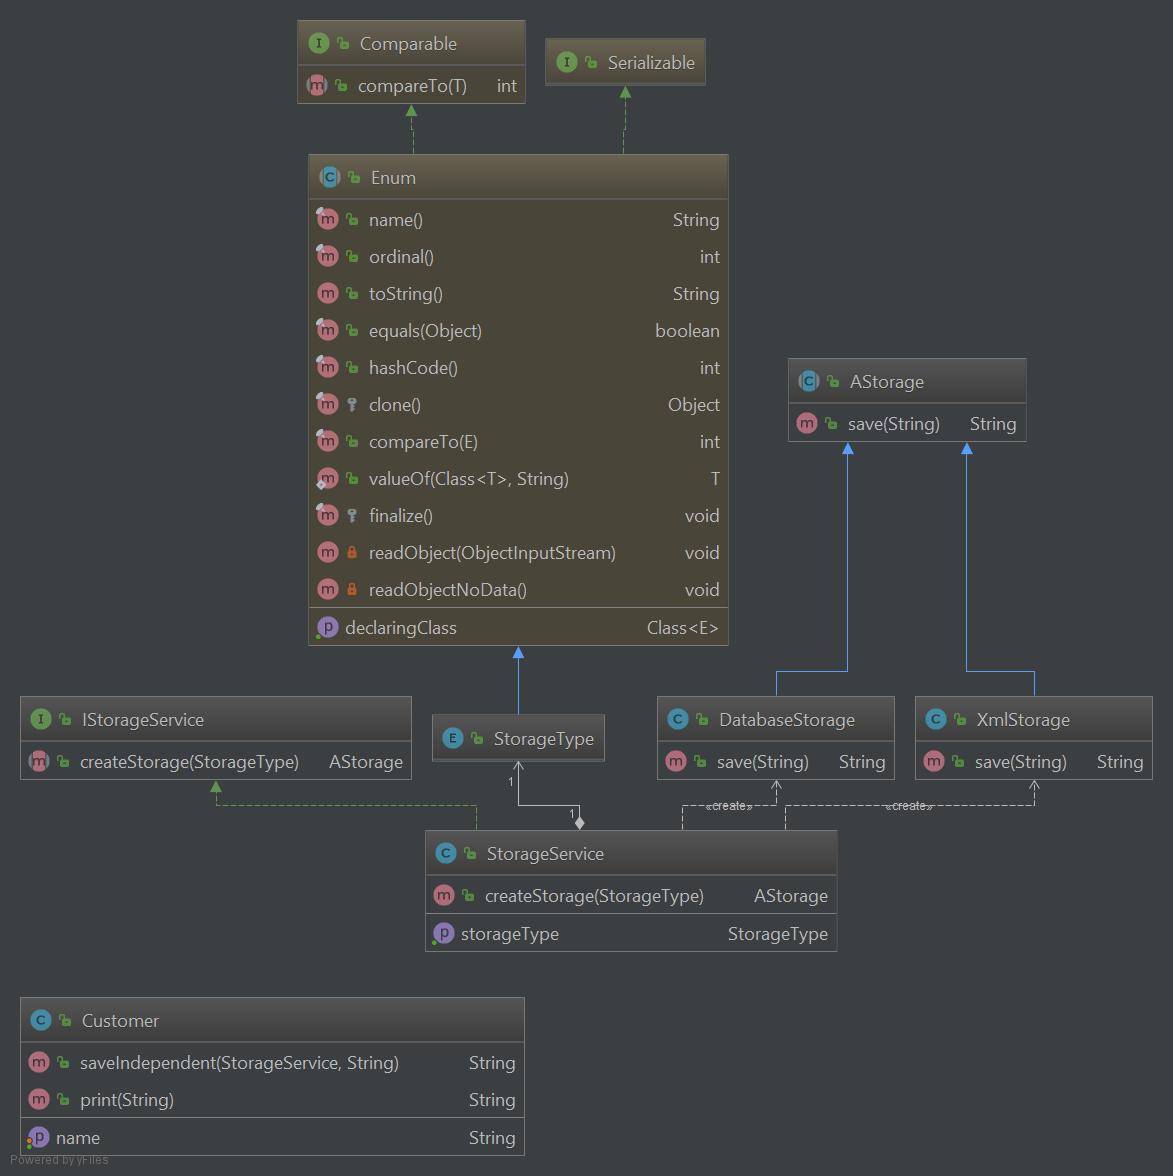 Comparable
compareTo(T) int
Serializable
Enum
name() String
ordinal() int
toString() String
equals(Object) boolean
hashCode() int
clone() Object
compareTo(E) int
valueOf(Class<T>, String) T
finalize() void
readObject(ObjectInputStream) void
readObjectNoData() void
declaringClass Class<E>
AStorage
save(String) String
IStorageService
createStorage(StorageType) AStorage
StorageType
DatabaseStorage
save(String) String
XmlStorage
save(String) String
1
1
«create»
«create»
StorageService
createStorage(StorageType) AStorage
storageType StorageType
Customer
saveIndependent(StorageService, String) String
print(String) String
name String
Powered by yFiles